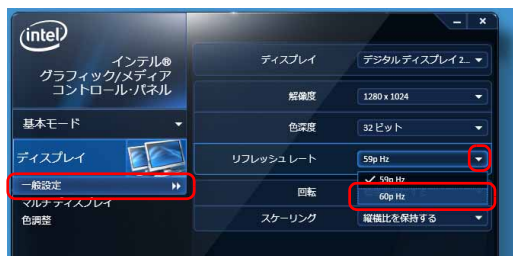 intel
インテル®
グラフィック/メディア
コントロール・パネル
基本モード
ディスプレイ
一般設定
マルチディスプレイ
色調整
ディスプレイ
デジタルディスプレイ2...
解像度
1280 x 1024
色深度
32 ビット
リフレッシュ レート
59p Hz
✓ 59p Hz
60p Hz
回転
スケーリング
縦横比を保持する